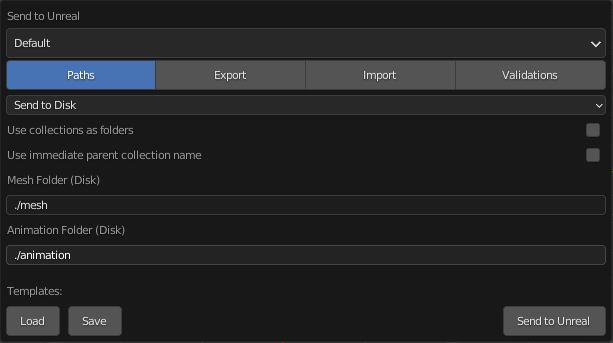 Send to Unreal
Default
Paths Export Import Validations
Send to Disk
Use collections as folders
Use immediate parent collection name
Mesh Folder (Disk)
./mesh
Animation Folder (Disk)
./animation
Templates:
Load Save Send to Unreal